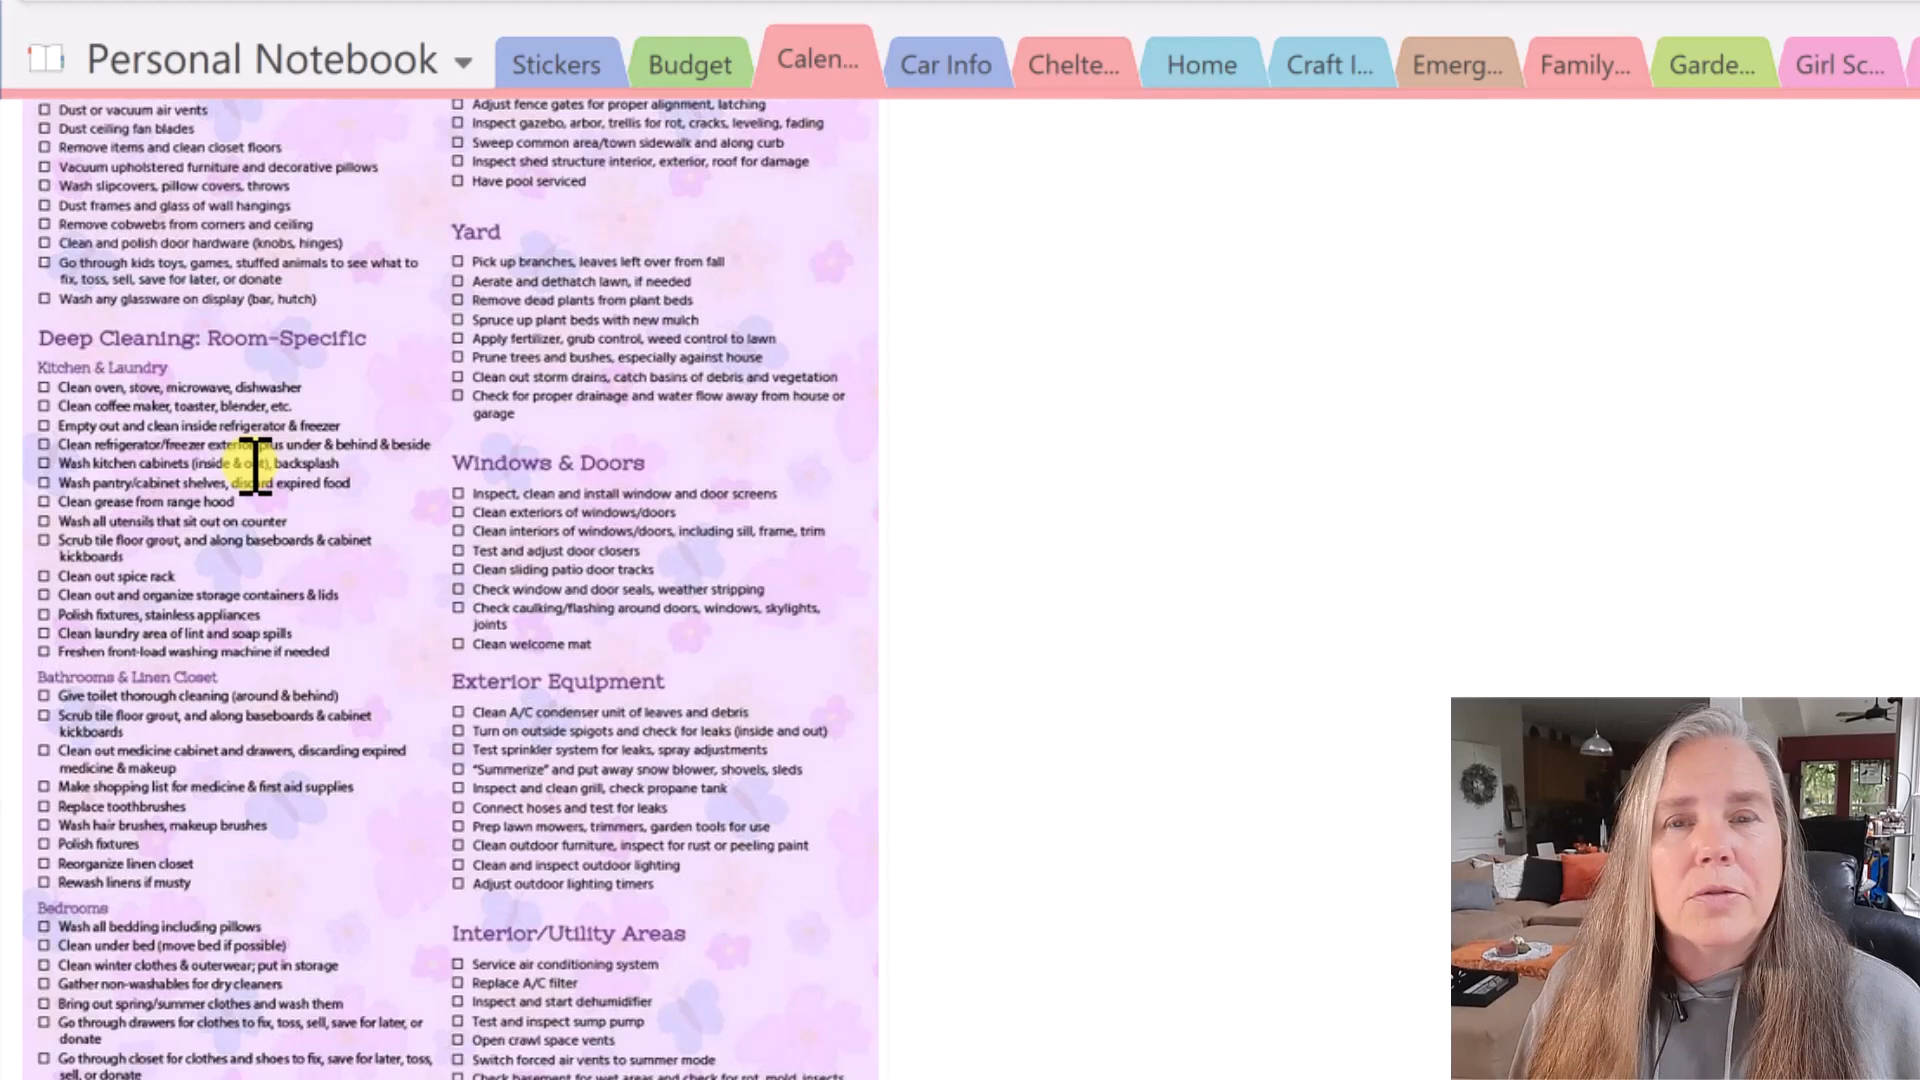 Personal Notebook
Stickers
Budget
Calen...
Car Info
Chelte...
Home
Craft I...
Emerg...
Family...
Garde...
Girl Sc...
Dust or vacuum air vents
Dust ceiling fan blades
Remove items and clean closet floors
Vacuum upholstered furniture and decorative pillows
Wash slipcovers, pillow covers, throws
Dust frames and glass of wall hangings
Remove cobwebs from corners and ceiling
Clean and polish door hardware (knobs, hinges)
Go through kids toys, games, stuffed animals to see what to
fix, toss, sell, save for later, or donate
Wash any glassware on display (bar, hutch)
Deep Cleaning: Room-Specific
Kitchen & Laundry
Clean oven, stove, microwave, dishwasher
Clean coffee maker, toaster, blender, etc.
Empty out and clean inside refrigerator & freezer
Clean refrigerator/freezer exterior plus under & behind & beside
Wash kitchen cabinets (inside & out), backsplash
Wash pantry/cabinet shelves, discard expired food
Clean grease from range hood
Wash all utensils that sit out on counter
Scrub tile floor grout, and along baseboards & cabinet
kickboards
Clean out spice rack
Clean out and organize storage containers & lids
Polish fixtures, stainless appliances
Clean laundry area of lint and soap spills
Freshen front-load washing machine if needed
Bathrooms & Linen Closet
Give toilet thorough cleaning (around & behind)
Scrub tile floor grout, and along baseboards & cabinet
kickboards
Clean out medicine cabinet and drawers, discarding expired
medicine & makeup
Make shopping list for medicine & first aid supplies
Replace toothbrushes
Wash hair brushes, makeup brushes
Polish fixtures
Reorganize linen closet
Rewash linens if musty
Bedrooms
Wash all bedding including pillows
Clean under bed (move bed if possible)
Clean winter clothes & outerwear; put in storage
Gather non-washables for dry cleaners
Bring out spring/summer clothes and wash them
Go through drawers for clothes to fix, toss, sell, save for later, or
donate
Go through closet for clothes and shoes to fix, save for later, toss,
sell, or donate
Adjust fence gates for proper alignment, latching
Inspect gazebo, arbor, trellis for rot, cracks, leveling, fading
Sweep common area/town sidewalk and along curb
Inspect shed structure interior, exterior, roof for damage
Have pool serviced
Yard
Pick up branches, leaves left over from fall
Aerate and dethatch lawn, if needed
Remove dead plants from plant beds
Spruce up plant beds with new mulch
Apply fertilizer, grub control, weed control to lawn
Prune trees and bushes, especially against house
Clean out storm drains, catch basins of debris and vegetation
Check for proper drainage and water flow away from house or
garage
Windows & Doors
Inspect, clean and install window and door screens
Clean exteriors of windows/doors
Clean interiors of windows/doors, including sill, frame, trim
Test and adjust door closers
Clean sliding patio door tracks
Check window and door seals, weather stripping
Check caulking/flashing around doors, windows, skylights,
joints
Clean welcome mat
Exterior Equipment
Clean A/C condenser unit of leaves and debris
Turn on outside spigots and check for leaks (inside and out)
Test sprinkler system for leaks, spray adjustments
"Summerize" and put away snow blower, shovels, sleds
Inspect and clean grill, check propane tank
Connect hoses and test for leaks
Prep lawn mowers, trimmers, garden tools for use
Clean outdoor furniture, inspect for rust or peeling paint
Clean and inspect outdoor lighting
Adjust outdoor lighting timers
Interior/Utility Areas
Service air conditioning system
Replace A/C filter
Inspect and start dehumidifier
Test and inspect sump pump
Open crawl space vents
Switch forced air vents to summer mode
Check basement for wet areas and check for rot, mold, insects